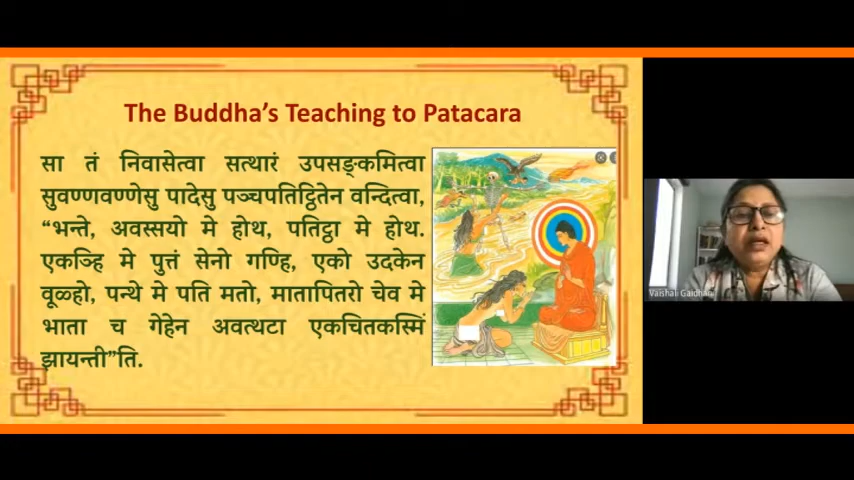 The Buddha's Teaching to Patacara
सा तं निवासेत्वा सत्थारं उपसङ्कमित्वा
सुवण्णवण्णेसु पादेसु पञ्चपतिट्ठितेन वन्दित्वा,
“भन्ते, अवस्सयो मे होथ, पतिट्ठा मे होथ.
एकञ्हि मे पुत्तं सेनो गण्हि, एको उदकेन
वूळ्हो, पन्थे मे पति मतो, मातापितरो चेव मे
भाता च गेहेन अवत्थटा एकचितकस्मिं
झायन्ती”ति.
Vaishali Gaidhani